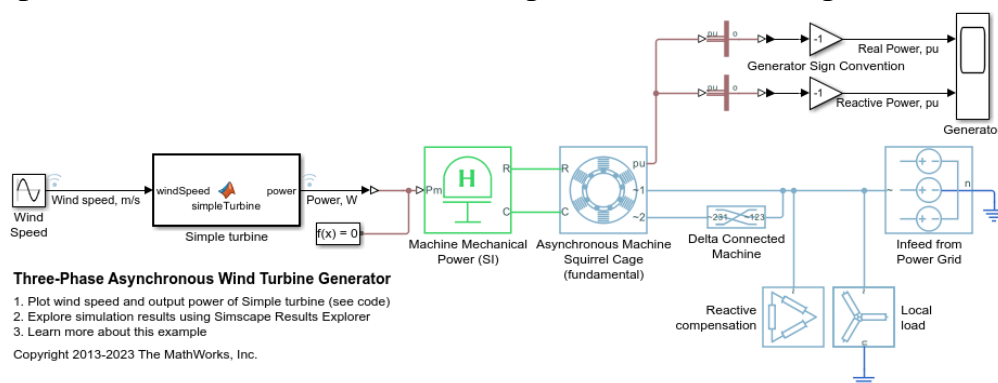 pu
o
-1
Real Power, pu
Generator Sign Convention
pu
o
-1
Reactive Power, pu
Generato
Wind speed, m/s
Wind
Speed
windSpeed
simpleTurbine
power
Simple turbine
Power, W
f(x) = 0
Pm
H
R
C
Machine Mechanical
Power (SI)
R
C
pu
~1
~2
Asynchronous Machine
Squirrel Cage
(fundamental)
~231
~123
Delta Connected
Machine
~
n
Infeed from
Power Grid
Reactive
compensation
Local
load
Three-Phase Asynchronous Wind Turbine Generator
1. Plot wind speed and output power of Simple turbine (see code)
2. Explore simulation results using Simscape Results Explorer
3. Learn more about this example
Copyright 2013-2023 The MathWorks, Inc.